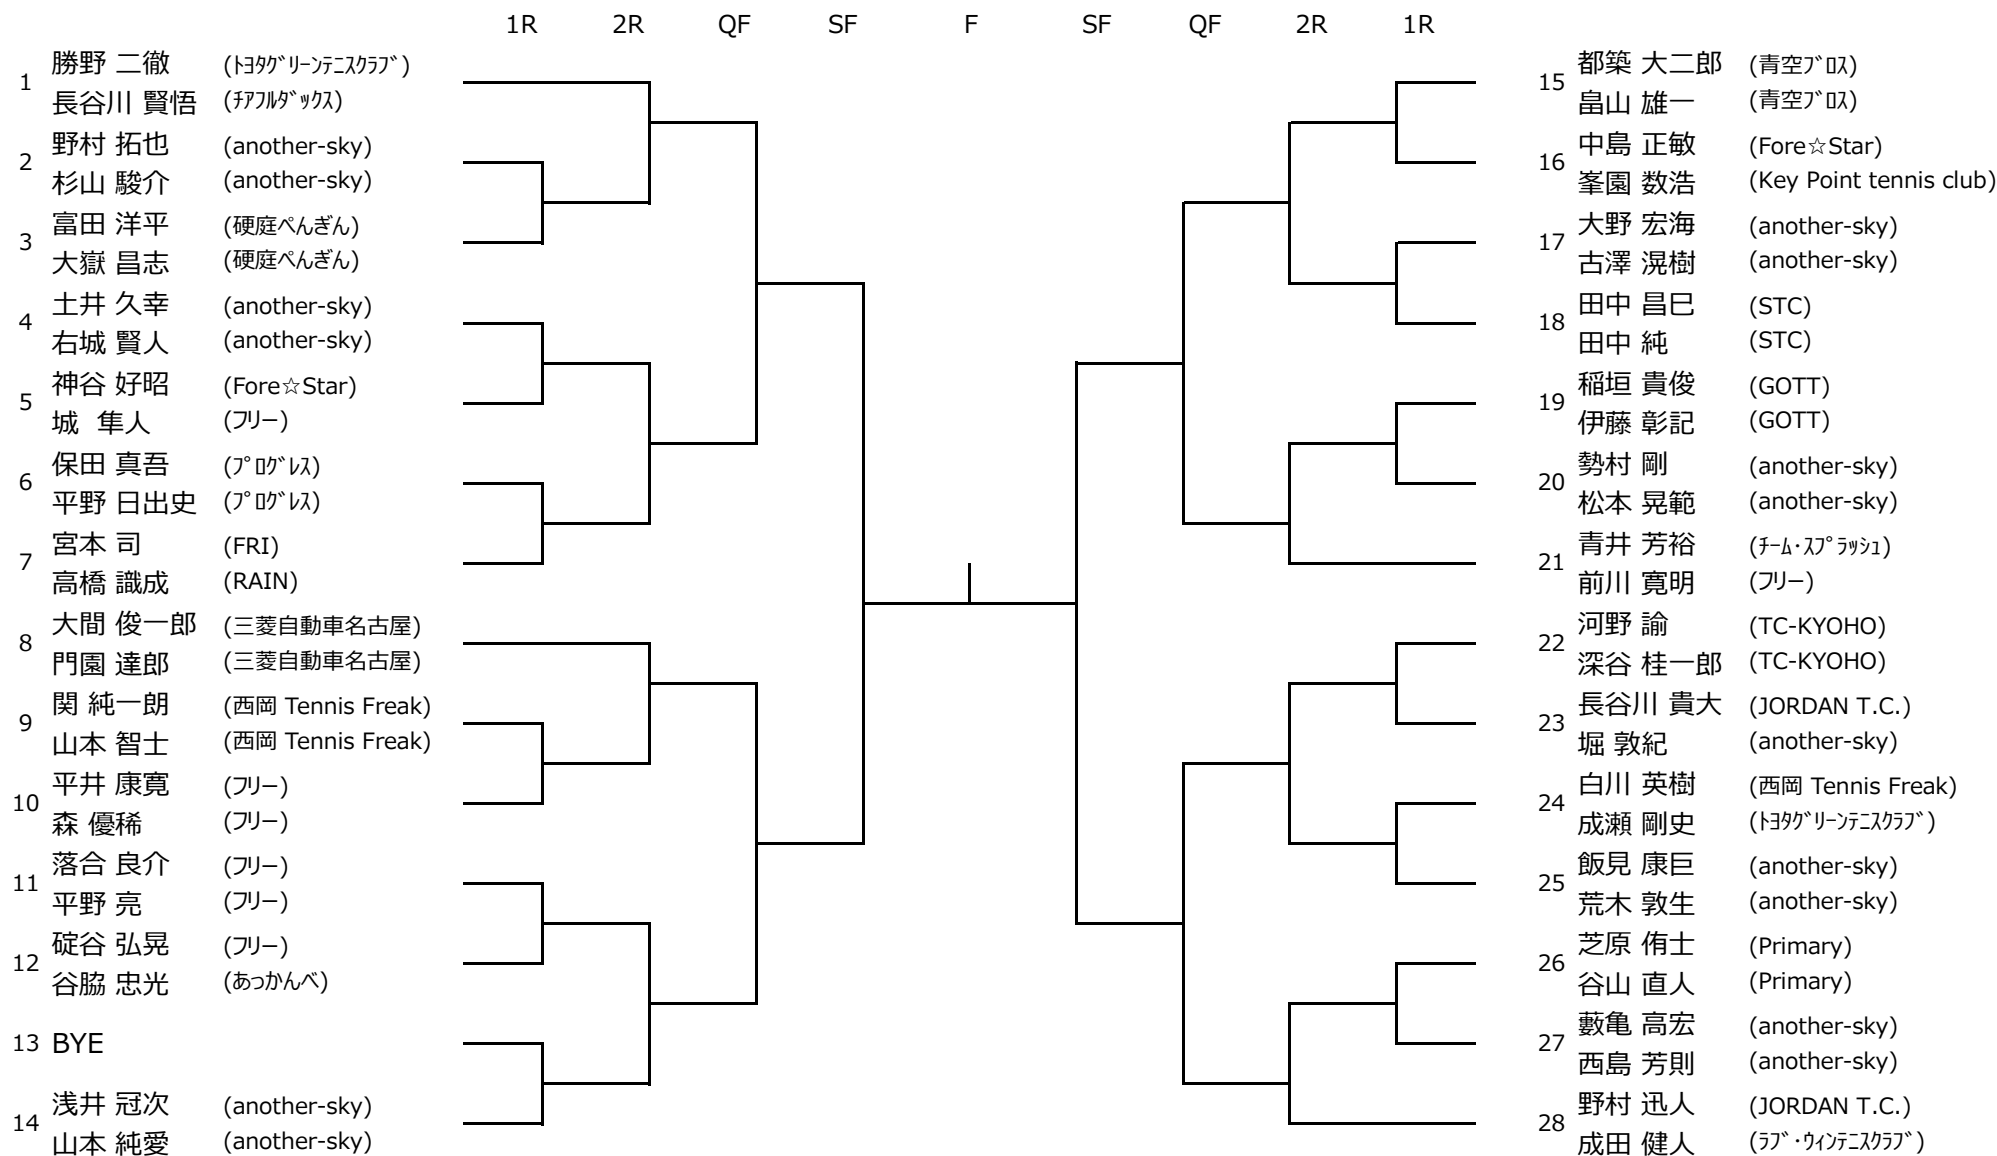 1R 2R QF SF F SF QF 2R 1R
1 勝野 二徹 (ﾄﾖﾀｸﾞﾘｰﾝﾃﾆｽｸﾗﾌﾞ)
長谷川 賢悟 (ﾁｱﾌﾙﾀﾞｯｸｽ)
2 野村 拓也 (another-sky)
杉山 駿介 (another-sky)
3 富田 洋平 (硬庭ぺんぎん)
大嶽 昌志 (硬庭ぺんぎん)
4 土井 久幸 (another-sky)
右城 賢人 (another-sky)
5 神谷 好昭 (Fore☆Star)
城 隼人 (フリー)
6 保田 真吾 (ﾌﾟﾛｸﾞﾚｽ)
平野 日出史 (ﾌﾟﾛｸﾞﾚｽ)
7 宮本 司 (FRI)
高橋 識成 (RAIN)
8 大間 俊一郎 (三菱自動車名古屋)
門園 達郎 (三菱自動車名古屋)
9 関 純一朗 (西岡 Tennis Freak)
山本 智士 (西岡 Tennis Freak)
10 平井 康寛 (フリー)
森 優稀 (フリー)
11 落合 良介 (フリー)
平野 亮 (フリー)
12 碇谷 弘晃 (フリー)
谷脇 忠光 (あっかんべ)
13 BYE
14 浅井 冠次 (another-sky)
山本 純愛 (another-sky)
15 都築 大二郎 (青空ﾌﾞﾛｽ)
畠山 雄一 (青空ﾌﾞﾛｽ)
16 中島 正敏 (Fore☆Star)
峯園 数浩 (Key Point tennis club)
17 大野 宏海 (another-sky)
古澤 滉樹 (another-sky)
18 田中 昌巳 (STC)
田中 純 (STC)
19 稲垣 貴俊 (GOTT)
伊藤 彰記 (GOTT)
20 勢村 剛 (another-sky)
松本 晃範 (another-sky)
21 青井 芳裕 (ﾁｰﾑ･ｽﾌﾟﾗｯｼｭ)
前川 寛明 (フリー)
22 河野 諭 (TC-KYOHO)
深谷 桂一郎 (TC-KYOHO)
23 長谷川 貴大 (JORDAN T.C.)
堀 敦紀 (another-sky)
24 白川 英樹 (西岡 Tennis Freak)
成瀬 剛史 (ﾄﾖﾀｸﾞﾘｰﾝﾃﾆｽｸﾗﾌﾞ)
25 飯見 康巨 (another-sky)
荒木 敦生 (another-sky)
26 芝原 侑士 (Primary)
谷山 直人 (Primary)
27 藪亀 高宏 (another-sky)
西島 芳則 (another-sky)
28 野村 迅人 (JORDAN T.C.)
成田 健人 (ﾗﾌﾞ･ｳｨﾝﾃﾆｽｸﾗﾌﾞ)